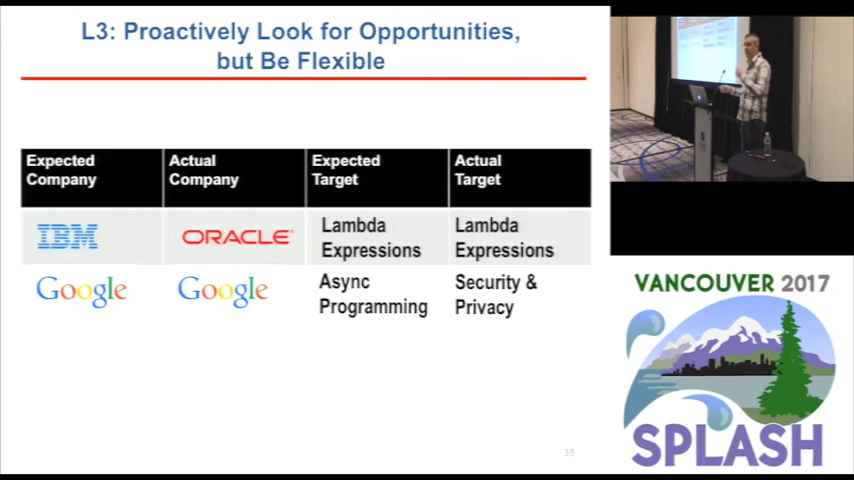 L3: Proactively Look for Opportunities,
but Be Flexible
Expected Company
Actual Company
Expected Target
Actual Target
IBM
ORACLE
Lambda Expressions
Lambda Expressions
Google
Google
Async Programming
Security & Privacy
35
VANCOUVER 2017
SPLASH